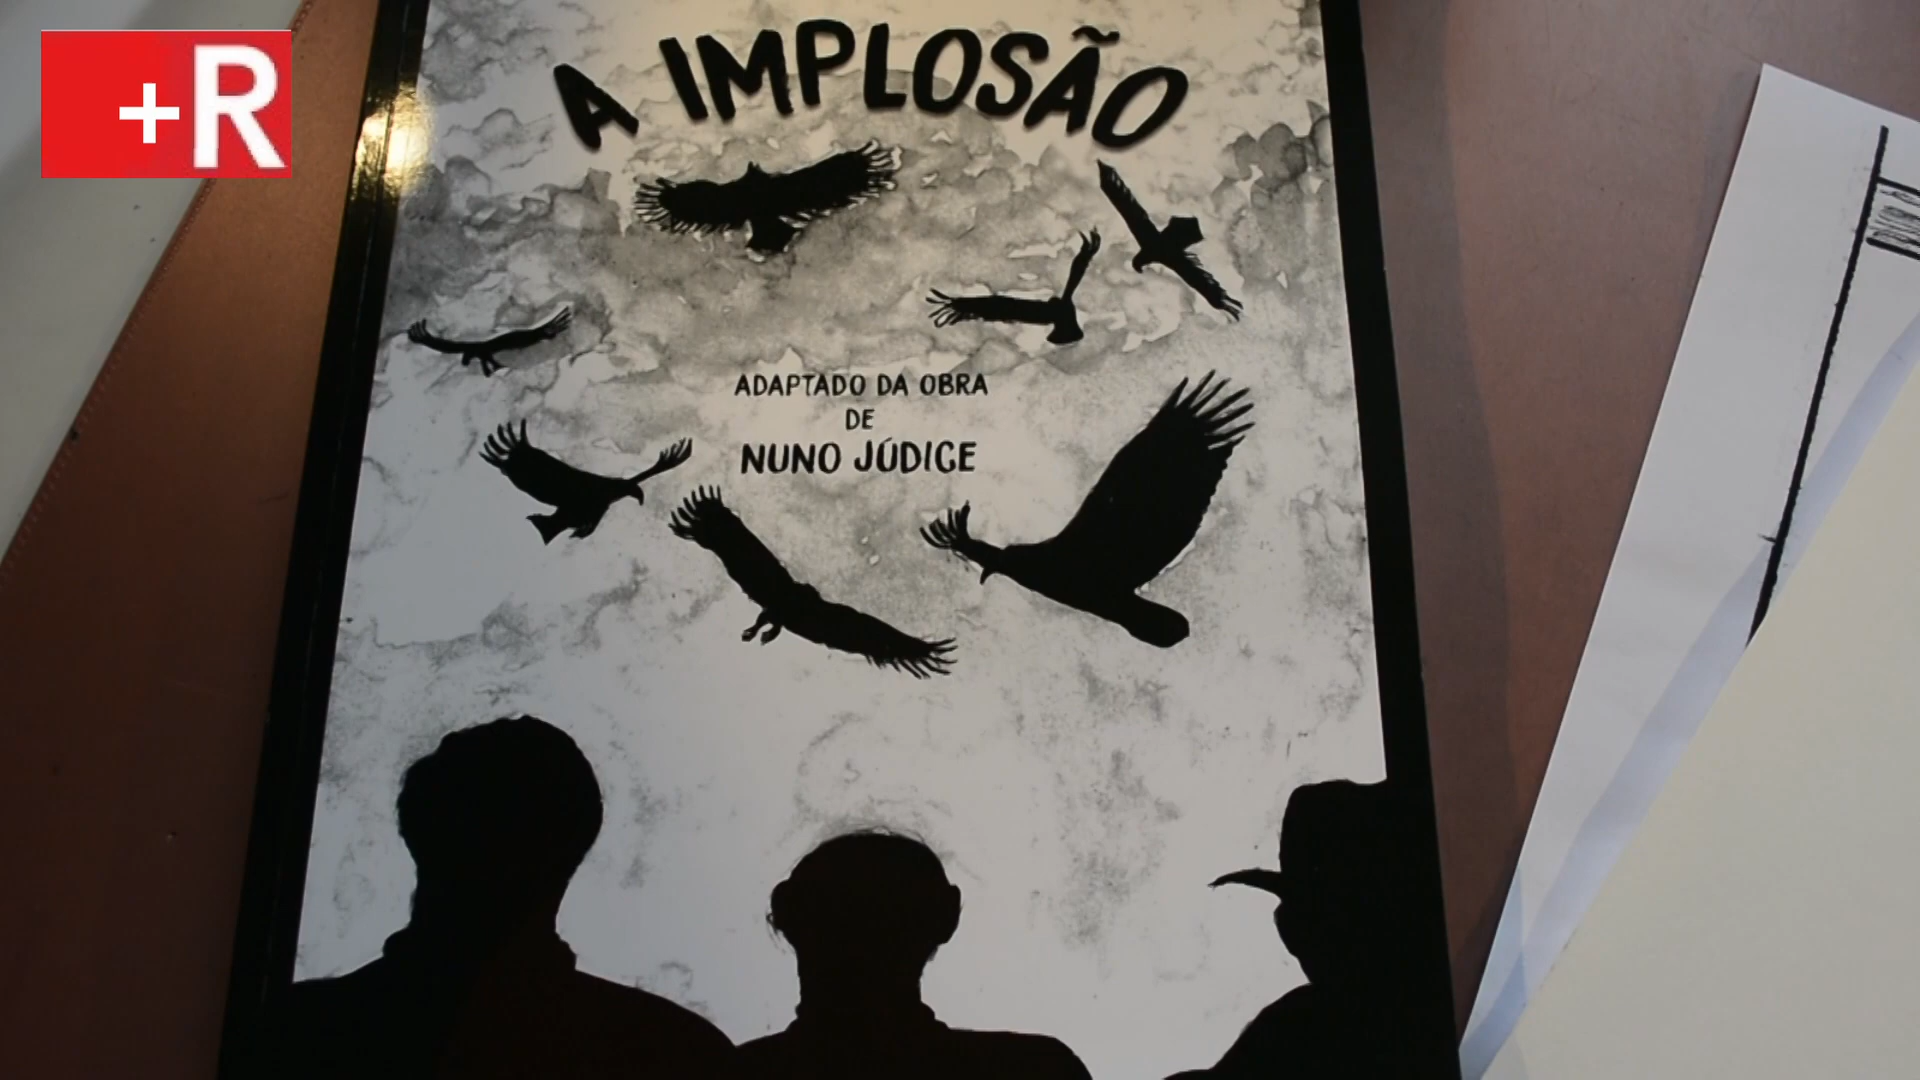 +R
A IMPLOSÃO
ADAPTADO DA OBRA
DE
NUNO JÚDICE